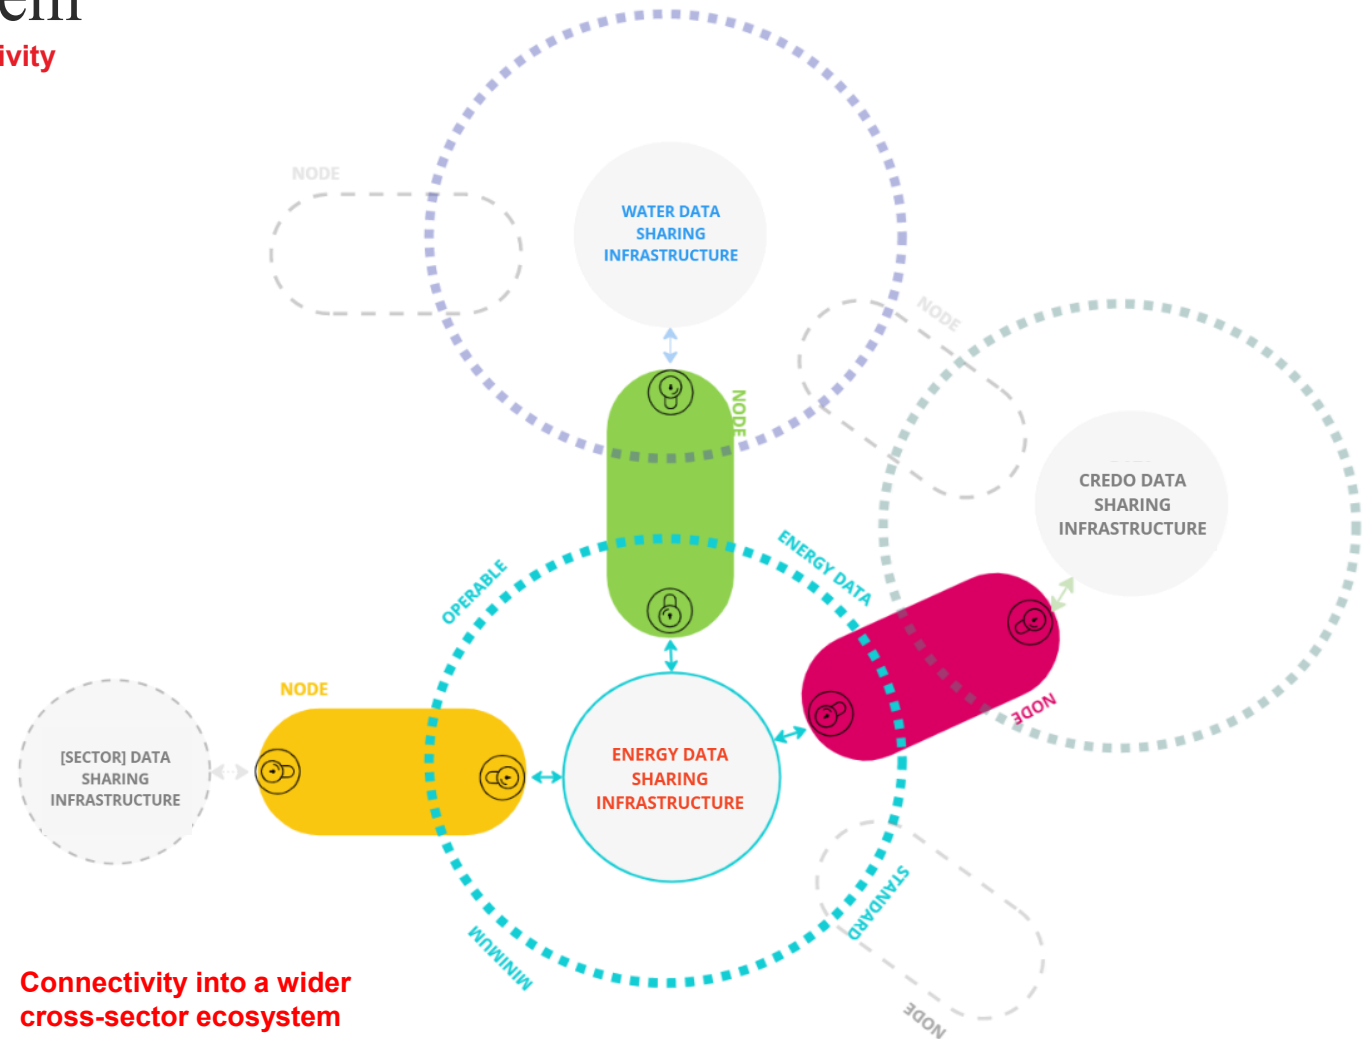 ivity
NODE
WATER DATA
SHARING
INFRASTRUCTURE
NODE
NODE
CREDO DATA
SHARING
INFRASTRUCTURE
OPERABLE
ENERGY DATA
NODE
NODE
[SECTOR] DATA
SHARING
INFRASTRUCTURE
ENERGY DATA
SHARING
INFRASTRUCTURE
STANDARD
MINIMUM
NODE
Connectivity into a wider
cross-sector ecosystem